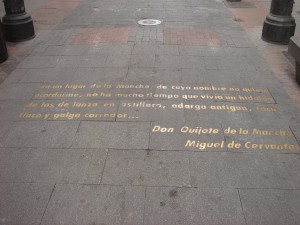 En un lugar de la Mancha, de cuyo nombre no quiero
acordarme, no ha mucho tiempo que vivía un hidalgo
de los de lanza en astillero, adarga antigua, rocín
flaco y galgo corredor...
Don Quijote de la Mancha
Miguel de Cervantes